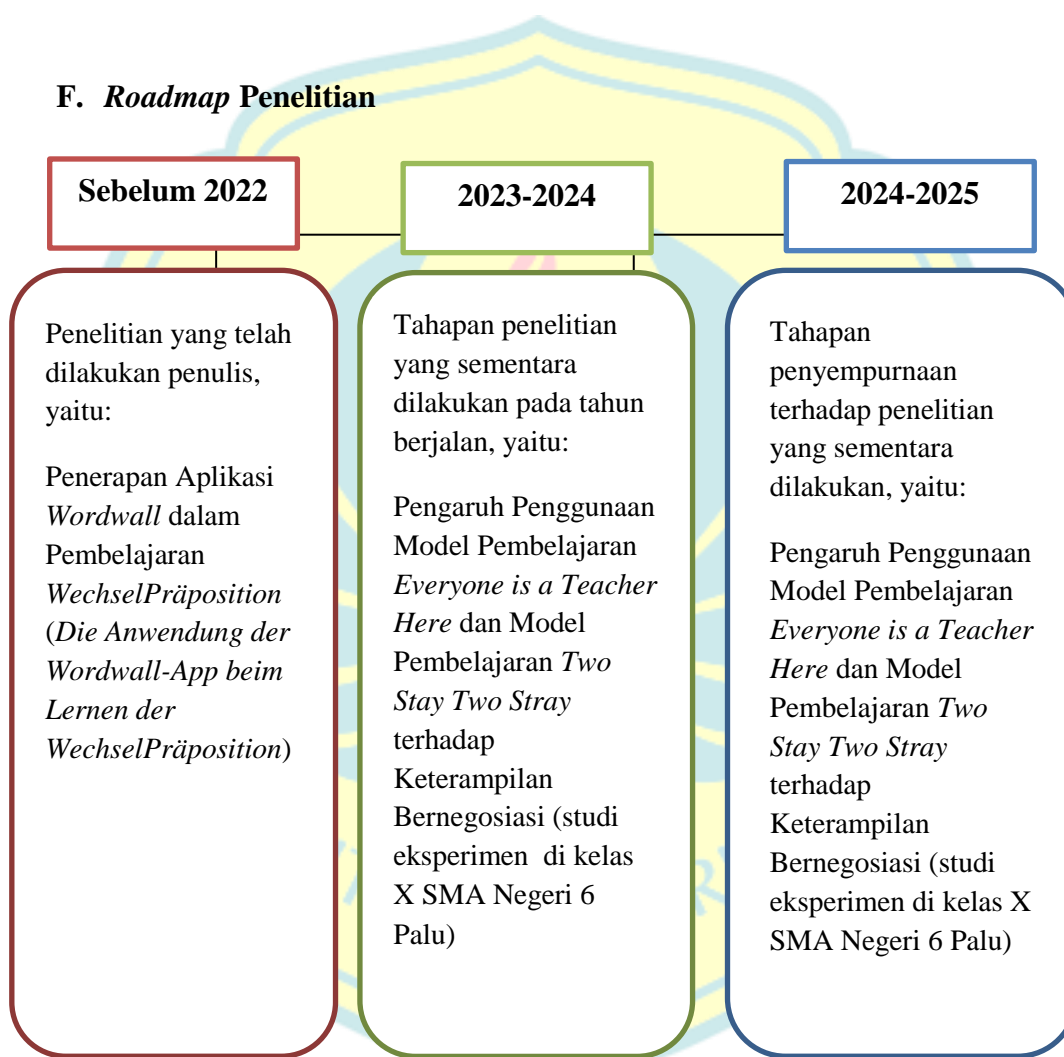 F. Roadmap Penelitian
Sebelum 2022
2023-2024
2024-2025
Penelitian yang telah
dilakukan penulis,
yaitu:
Penerapan Aplikasi
Wordwall dalam
Pembelajaran
WechselPräposition
(Die Anwendung der
Wordwall-App beim
Lernen der
WechselPräposition)
Tahapan penelitian
yang sementara
dilakukan pada tahun
berjalan, yaitu:
Pengaruh Penggunaan
Model Pembelajaran
Everyone is a Teacher
Here dan Model
Pembelajaran Two
Stay Two Stray
terhadap
Keterampilan
Bernegosiasi (studi
eksperimen di kelas
X SMA Negeri 6
Palu)
Tahapan
penyempurnaan
terhadap penelitian
yang sementara
dilakukan, yaitu:
Pengaruh Penggunaan
Model Pembelajaran
Everyone is a Teacher
Here dan Model
Pembelajaran Two
Stay Two Stray
terhadap
Keterampilan
Bernegosiasi (studi
eksperimen di kelas X
SMA Negeri 6 Palu)